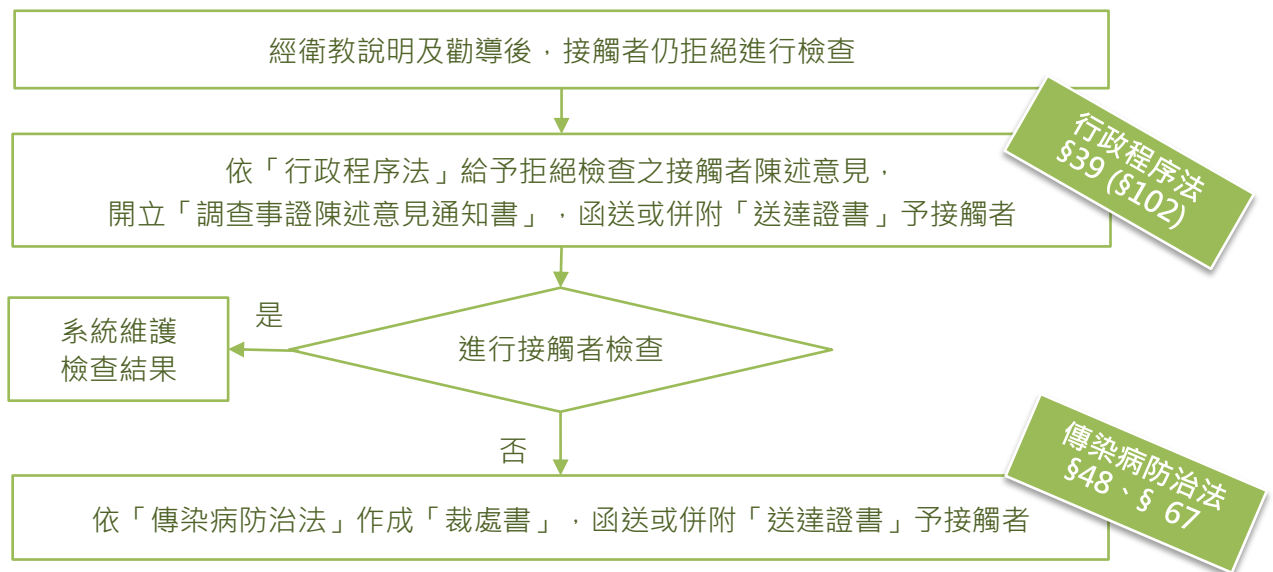 經衛教說明及勸導後，接觸者仍拒絕進行檢查
行政程序法
§39 (§102)
依「行政程序法」給予拒絕檢查之接觸者陳述意見，
開立「調查事證陳述意見通知書」，函送或併附「送達證書」予接觸者
是
系統維護
檢查結果
進行接觸者檢查
否
傳染病防治法
§48、§ 67
依「傳染病防治法」作成「裁處書」，函送或併附「送達證書」予接觸者